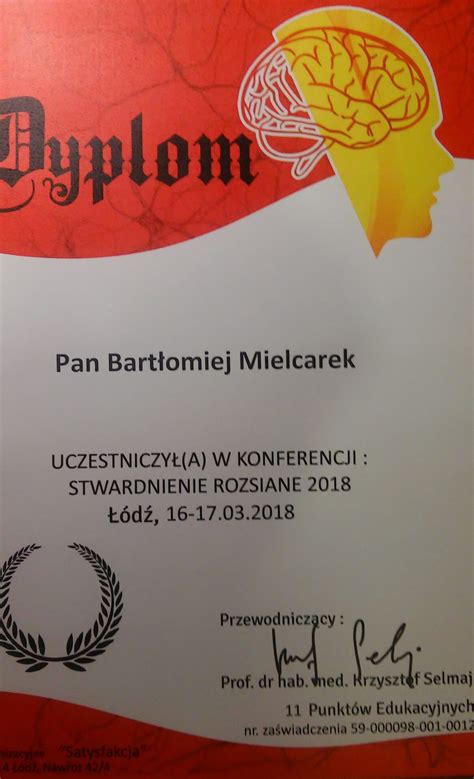 Dyplom
Pan Bartłomiej Mielcarek
UCZESTNICZYŁ(A) W KONFERENCJI :
STWARDNIENIE ROZSIANE 2018
Łódź, 16-17.03.2018
Przewodniczący :
Prof. dr hab. med. Krzysztof Selmaj
11 Punktów Edukacyjnych
nr. zaświadczenia 59-000098-001-0012
"Satysfakcja"
Łódź, Nawrot 42/4